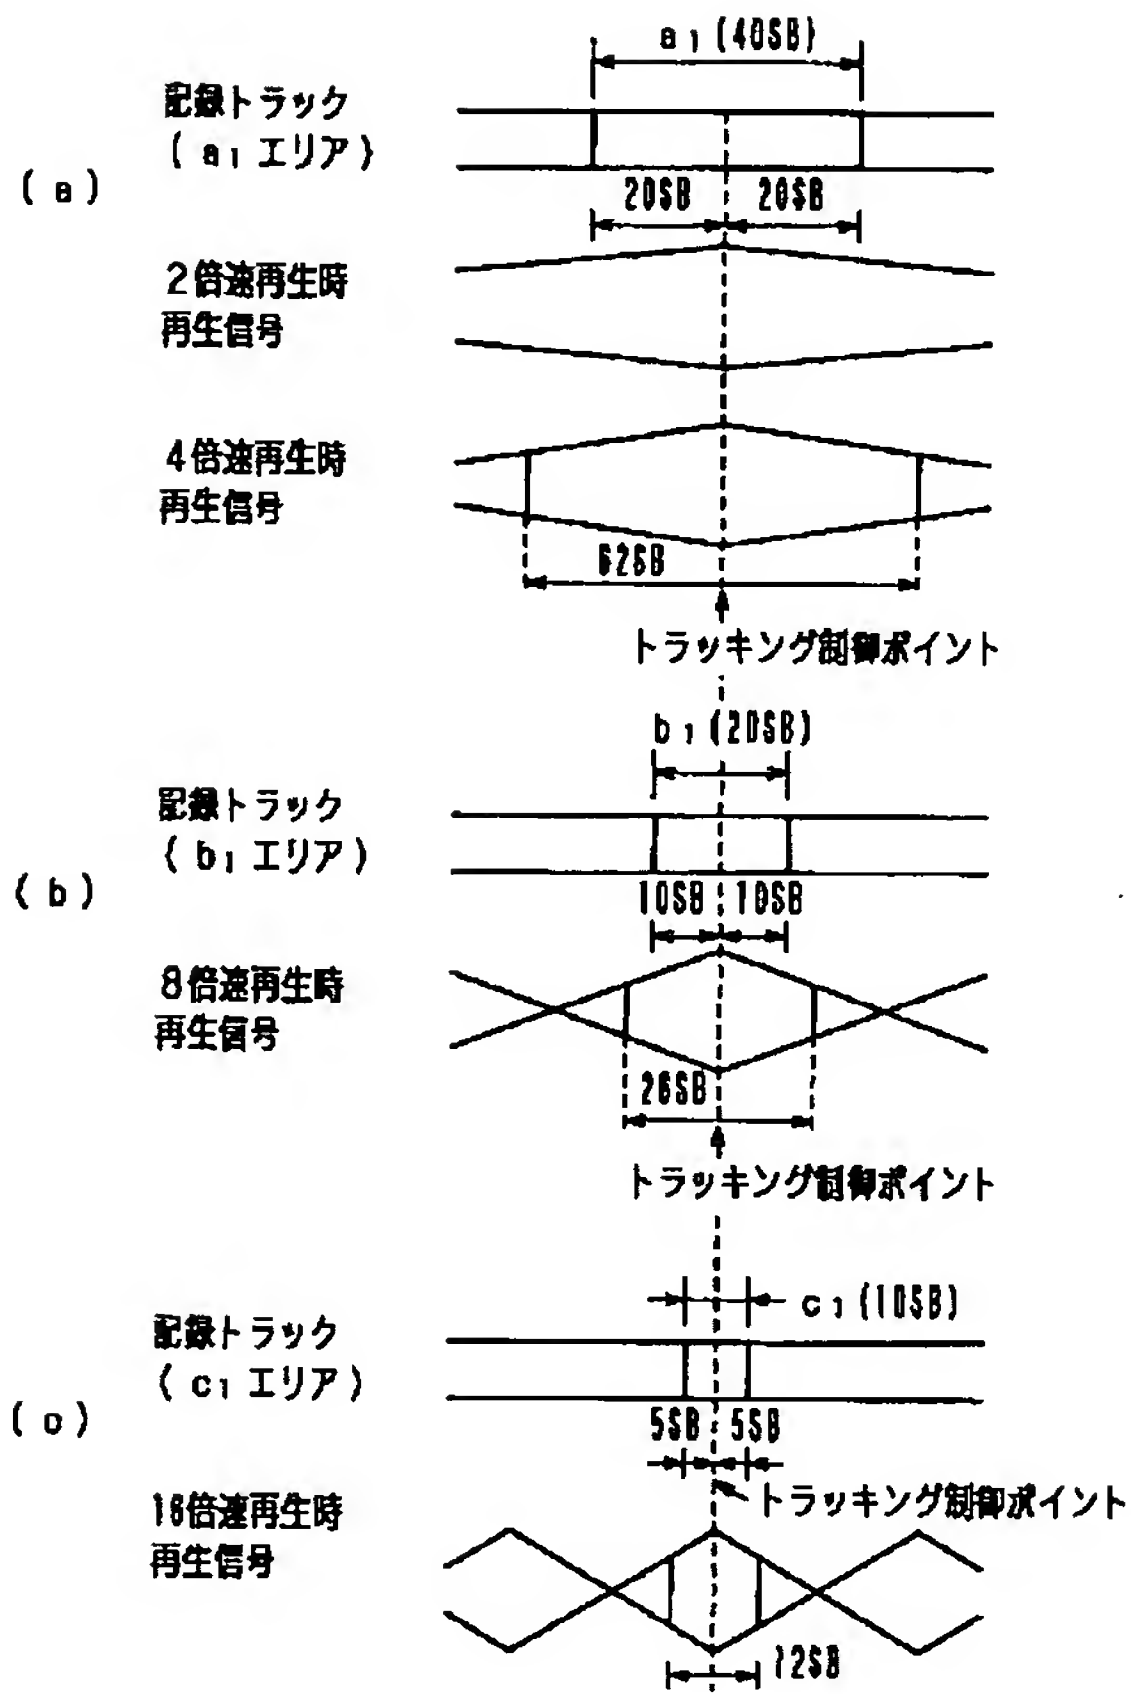 a₁(40SB)
記録トラック
(a₁エリア)
(a)
20SB 20SB
2倍速再生時
再生信号
4倍速再生時
再生信号
62SB
トラッキング制御ポイント
b₁(20SB)
記録トラック
(b₁エリア)
(b)
10SB 10SB
8倍速再生時
再生信号
26SB
トラッキング制御ポイント
c₁(10SB)
記録トラック
(c₁エリア)
(c)
5SB 5SB
トラッキング制御ポイント
16倍速再生時
再生信号
12SB